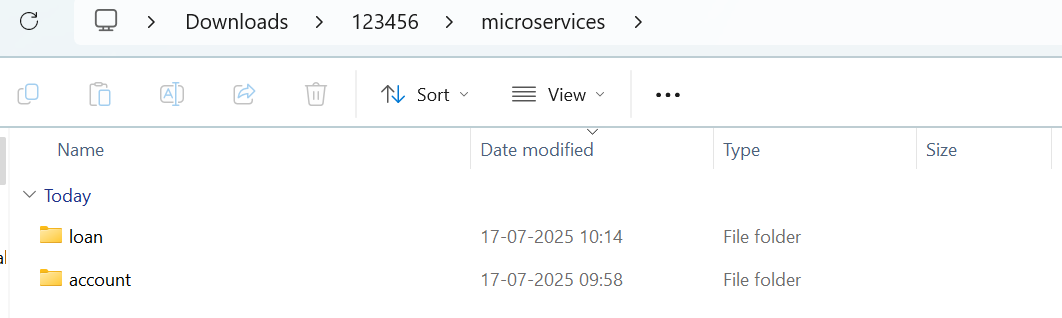 Downloads 123456 microservices
Sort View
Name Date modified Type Size
Today
loan 17-07-2025 10:14 File folder
account 17-07-2025 09:58 File folder